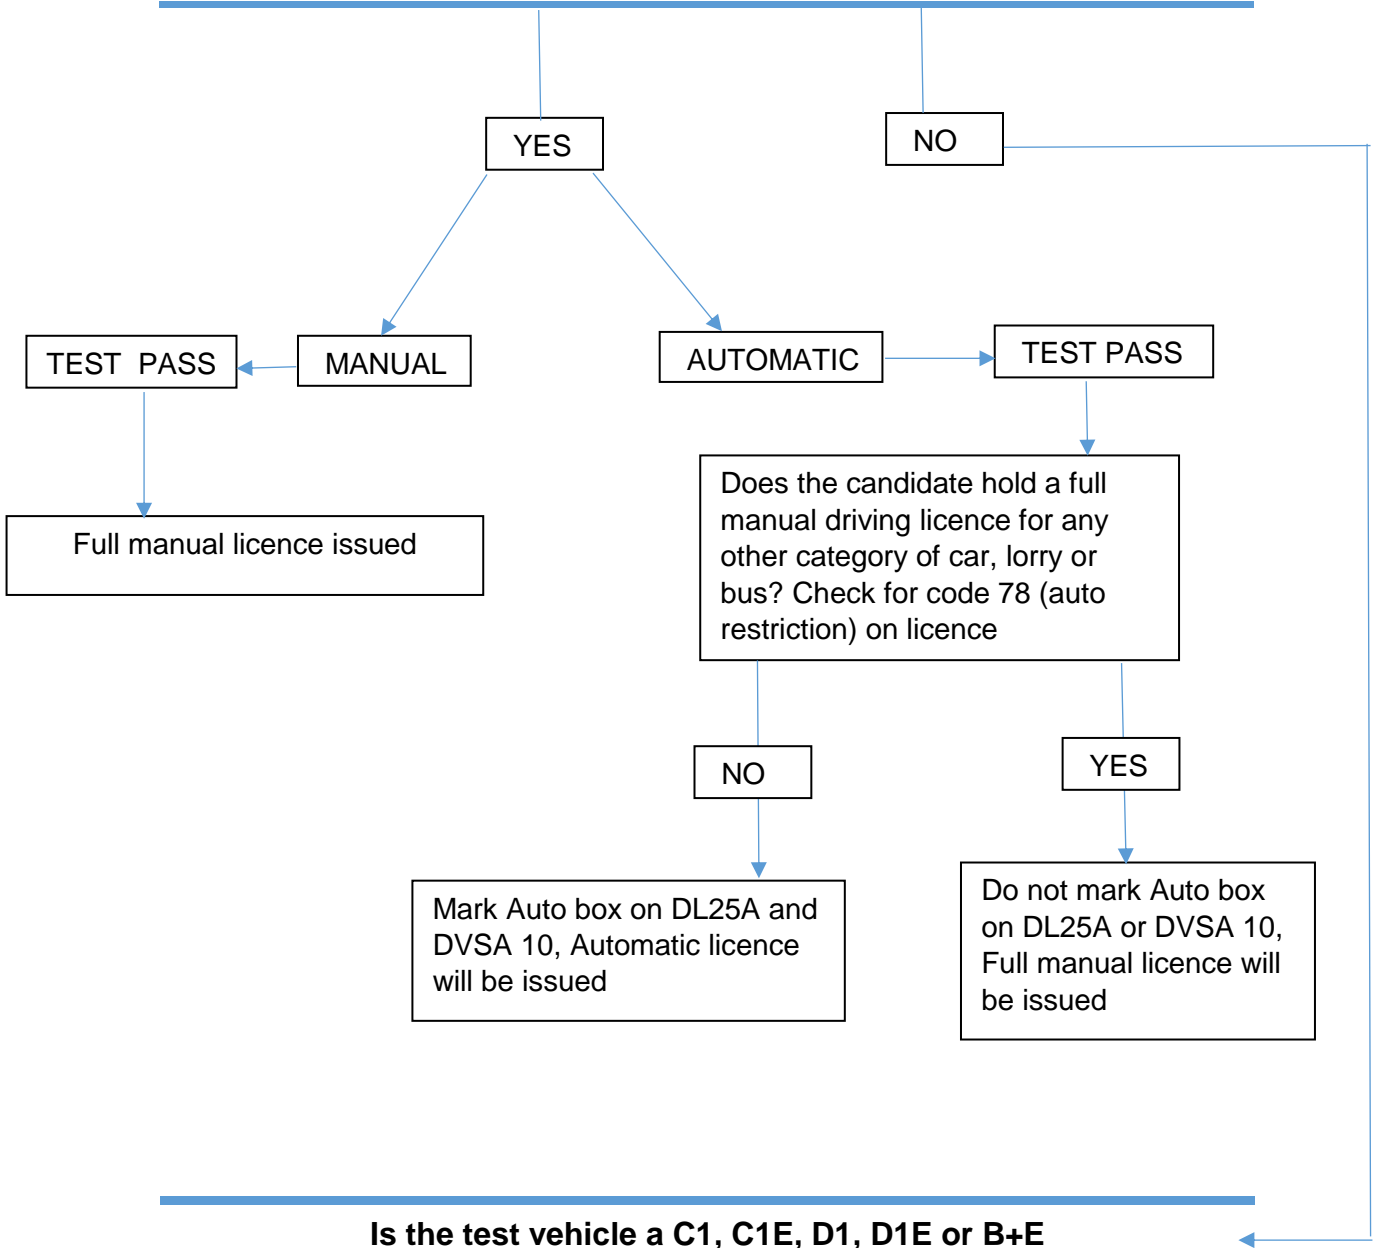 YES
NO
TEST  PASS
MANUAL
AUTOMATIC
TEST PASS
Full manual licence issued
Does the candidate hold a full
manual driving licence for any
other category of car, lorry or
bus? Check for code 78 (auto
restriction) on licence
NO
YES
Mark Auto box on DL25A and
DVSA 10, Automatic licence
will be issued
Do not mark Auto box
on DL25A or DVSA 10,
Full manual licence will
be issued
Is the test vehicle a C1, C1E, D1, D1E or B+E